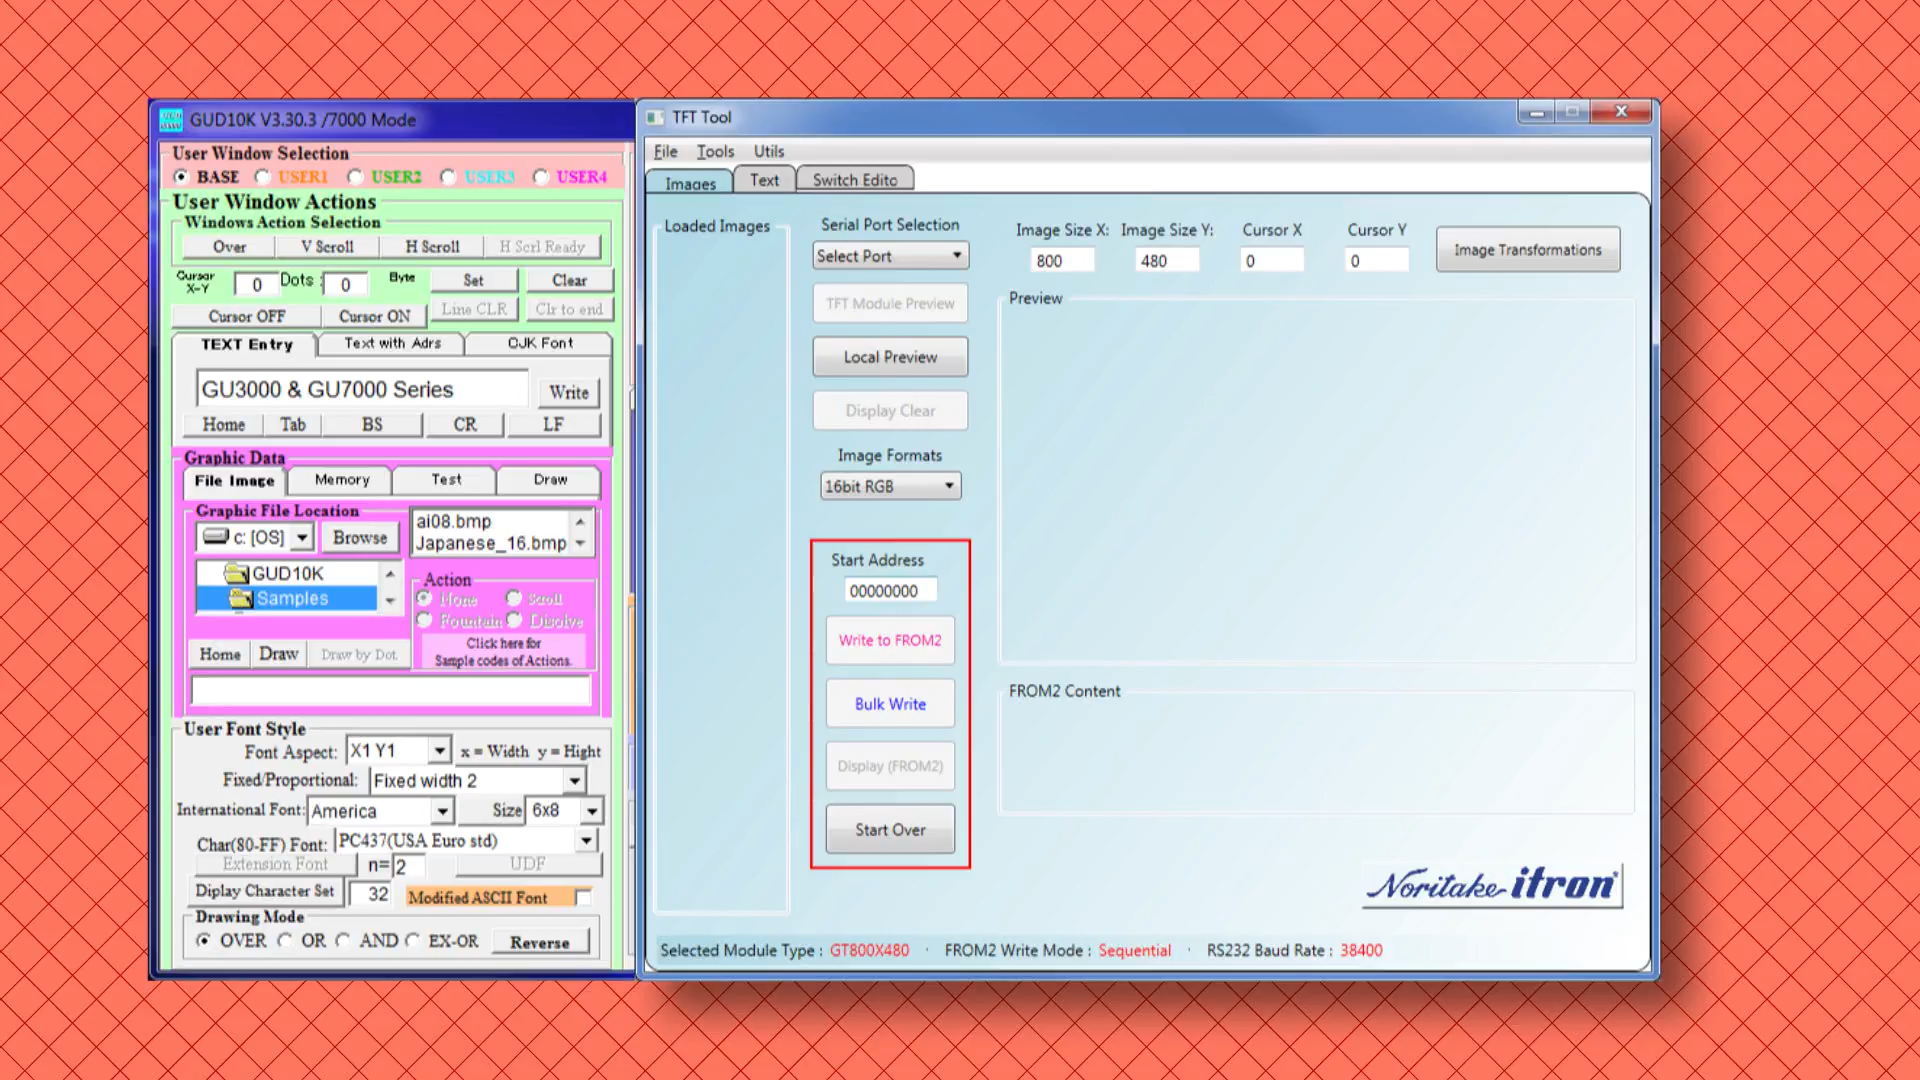 GUD10K V3.30.3 /7000 Mode
User Window Selection
BASE USER1 USER2 USER3 USER4
User Window Actions
Windows Action Selection
Over V Scroll H Scroll H Scrl Ready
Cursor X-Y 0 Dots : 0 Byte Set Clear
Cursor OFF Cursor ON Line CLR Clr to end
TEXT Entry Text with Adrs CJK Font
GU3000 & GU7000 Series Write
Home Tab BS CR LF
Graphic Data
File Image Memory Test Draw
Graphic File Location
c: [OS] Browse
ai08.bmp
Japanese_16.bmp
GUD10K
Samples
Action
None Scroll
Fountain Disolve
Click here for
Sample codes of Actions.
Home Draw Draw by Dot
User Font Style
Font Aspect: X1 Y1 x = Width y = Hight
Fixed/Proportional: Fixed width 2
International Font: America Size 6x8
Char(80-FF) Font: PC437(USA Euro std)
Extension Font n= 2 UDF
Diplay Character Set 32 Modified ASCII Font
Drawing Mode
OVER OR AND EX-OR Reverse
TFT Tool
File Tools Utils
Images Text Switch Edito
Loaded Images
Serial Port Selection
Select Port
TFT Module Preview
Local Preview
Display Clear
Image Formats
16bit RGB
Start Address
00000000
Write to FROM2
Bulk Write
Display (FROM2)
Start Over
Image Size X: Image Size Y: Cursor X Cursor Y
800 480 0 0
Image Transformations
Preview
FROM2 Content
Noritake itron
Selected Module Type : GT800X480 · FROM2 Write Mode : Sequential · RS232 Baud Rate : 38400